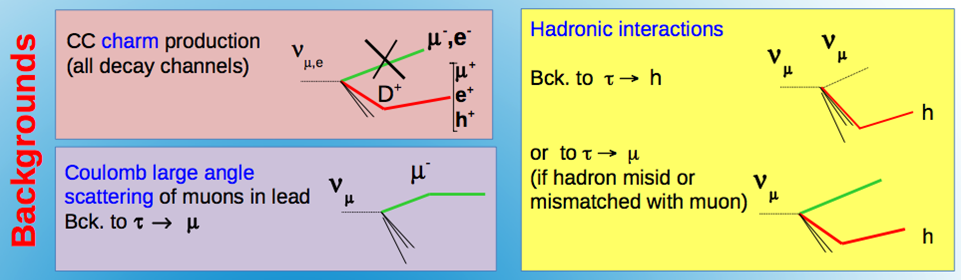 Backgrounds
CC charm production
(all decay channels)
ν μ,e
μ⁻,e⁻
D⁺
μ⁺
e⁺
h⁺
Coulomb large angle
scattering of muons in lead
Bck. to τ → μ
ν μ
μ⁻
Hadronic interactions
Bck. to τ → h
ν μ
ν μ
h
or to τ → μ
(if hadron misid or
mismatched with muon)
ν μ
h